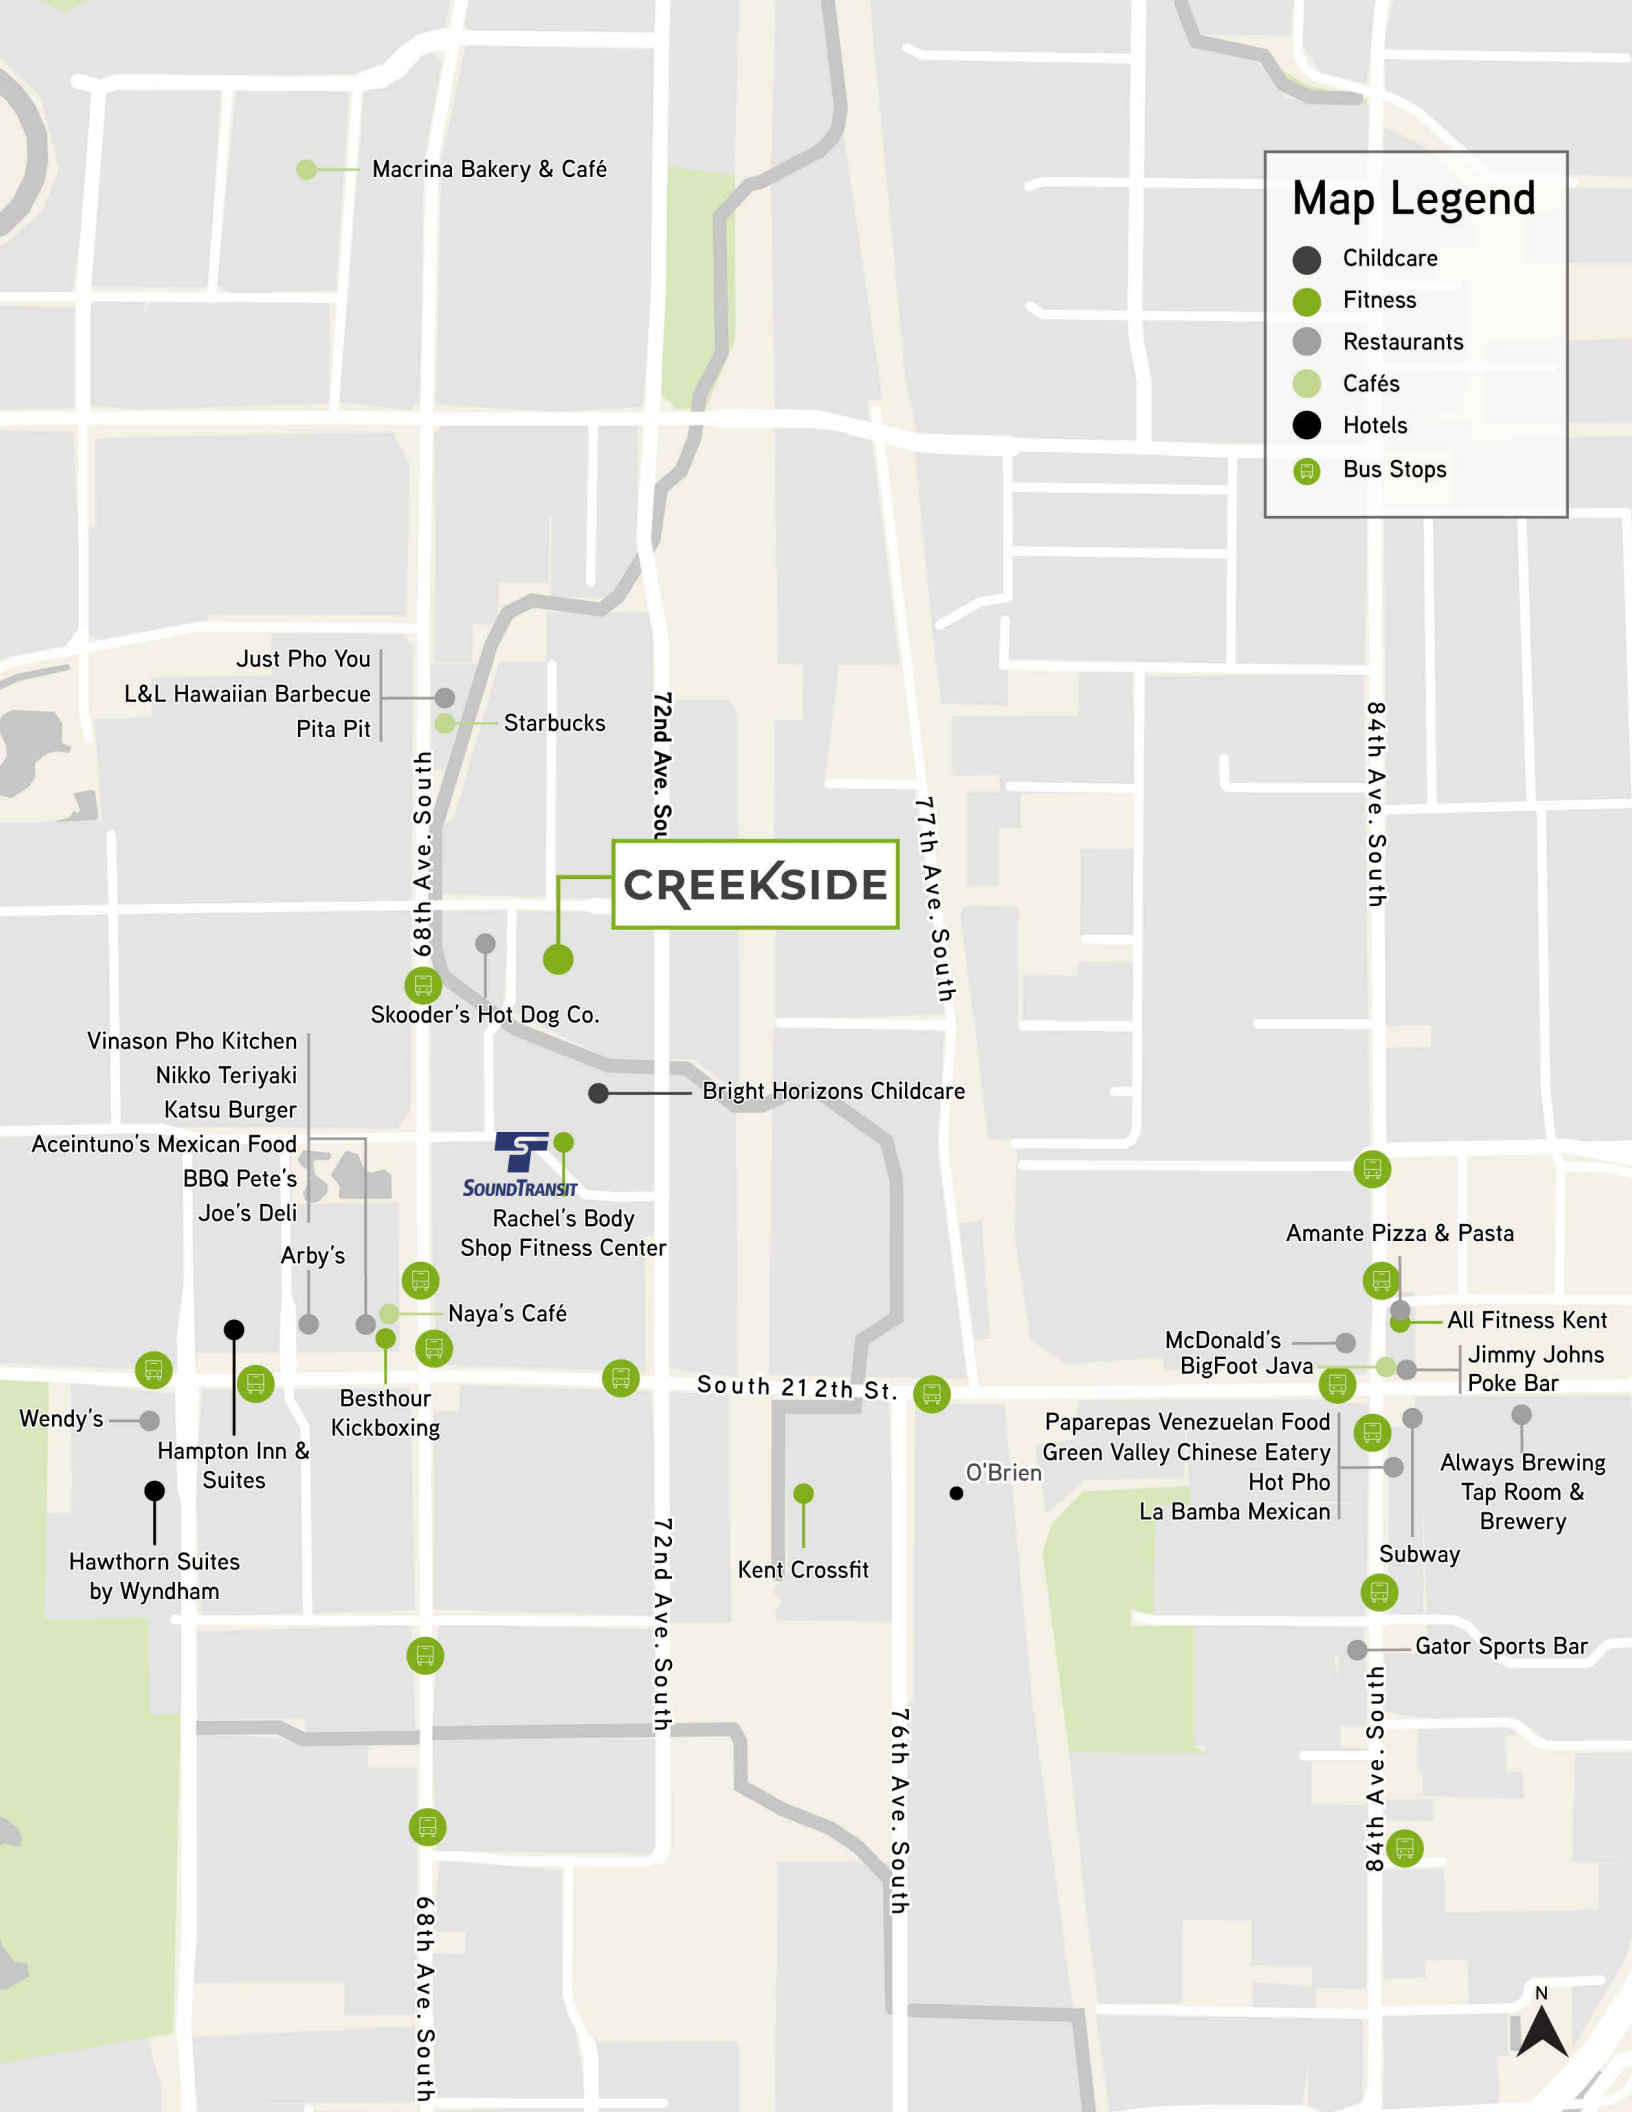 Macrina Bakery & Café
Map Legend
Childcare
Fitness
Restaurants
Cafés
Hotels
Bus Stops
Just Pho You
L&L Hawaiian Barbecue
Pita Pit
Starbucks
72nd Ave. Sou
84th Ave. South
68th Ave. South
77th Ave. South
CREEKSIDE
Skooder's Hot Dog Co.
Vinason Pho Kitchen
Nikko Teriyaki
Katsu Burger
Aceintuno's Mexican Food
BBQ Pete's
Joe's Deli
Bright Horizons Childcare
ST
SOUNDTRANSIT
Rachel's Body
Shop Fitness Center
Arby's
Amante Pizza & Pasta
Naya's Café
All Fitness Kent
McDonald's
BigFoot Java
Jimmy Johns
Poke Bar
South 212th St.
Besthour
Kickboxing
Wendy's
Hampton Inn &
Suites
Paparepas Venezuelan Food
Green Valley Chinese Eatery
Hot Pho
La Bamba Mexican
O'Brien
Always Brewing
Tap Room &
Brewery
Subway
Hawthorn Suites
by Wyndham
Kent Crossfit
72nd Ave. South
Gator Sports Bar
84th Ave. South
76th Ave. South
68th Ave. South
N